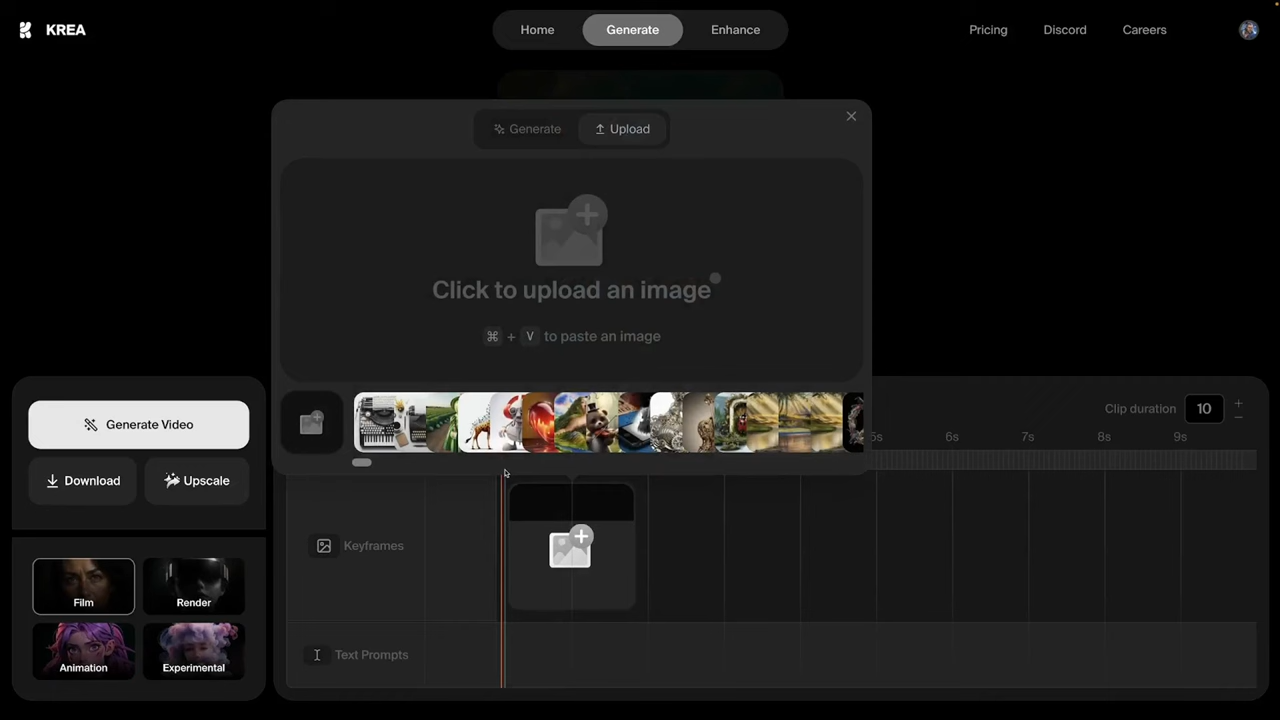 KREA
Home
Generate
Enhance
Pricing
Discord
Careers
Generate
Upload
Click to upload an image
⌘ + V to paste an image
Generate Video
Download
Upscale
Film
Render
Animation
Experimental
Clip duration
10
5s
6s
7s
8s
9s
Keyframes
Text Prompts